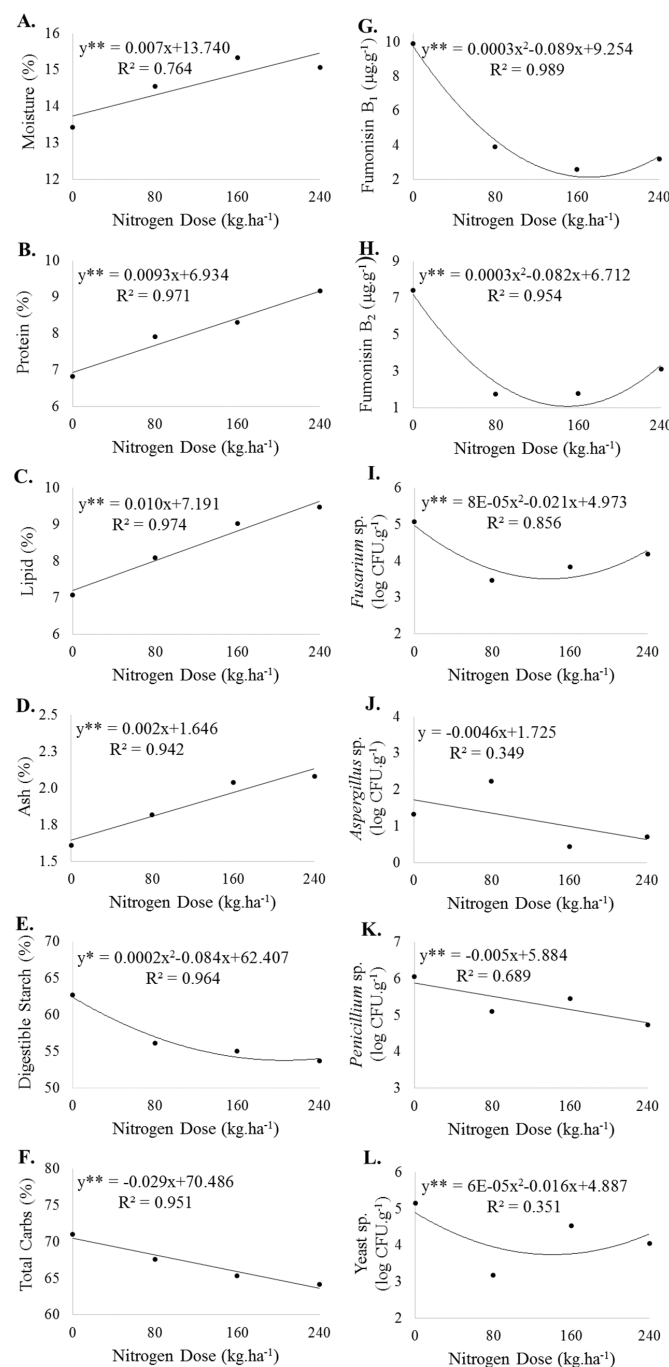 A.
y** = 0.007x+13.740
R² = 0.764
Moisture (%)
16
15
14
13
12
0 80 160 240
Nitrogen Dose (kg.ha⁻¹)
B.
y** = 0.0093x+6.934
R² = 0.971
Protein (%)
10
9
8
7
6
0 80 160 240
Nitrogen Dose (kg.ha⁻¹)
C.
y** = 0.010x+7.191
R² = 0.974
Lipid (%)
10
9
8
7
6
0 80 160 240
Nitrogen Dose (kg.ha⁻¹)
D.
y** = 0.002x+1.646
R² = 0.942
Ash (%)
2.5
2.3
2.0
1.8
1.5
0 80 160 240
Nitrogen Dose (kg.ha⁻¹)
E.
y* = 0.0002x²-0.084x+62.407
R² = 0.964
Digestible Starch (%)
70
65
60
55
50
0 80 160 240
Nitrogen Dose (kg.ha⁻¹)
F.
y** = -0.029x+70.486
R² = 0.951
Total Carbs (%)
80
75
70
65
60
0 80 160 240
Nitrogen Dose (kg.ha⁻¹)
G.
y** = 0.0003x²-0.089x+9.254
R² = 0.989
Fumonisin B₁ (µg.g⁻¹)
10
8
6
4
2
0 80 160 240
Nitrogen Dose (kg.ha⁻¹)
H.
y** = 0.0003x²-0.082x+6.712
R² = 0.954
Fumonisin B₂ (µg.g⁻¹)
9
7
5
3
1
0 80 160 240
Nitrogen Dose (kg.ha⁻¹)
I.
y** = 8E-05x²-0.021x+4.973
R² = 0.856
Fusarium sp.
(log CFU.g⁻¹)
6
5
4
3
2
0 80 160 240
Nitrogen Dose (kg.ha⁻¹)
J.
y = -0.0046x+1.725
R² = 0.349
Aspergillus sp.
(log CFU.g⁻¹)
4
3
2
1
0
0 80 160 240
Nitrogen Dose (kg.ha⁻¹)
K.
y** = -0.005x+5.884
R² = 0.689
Penicillium sp.
(log CFU.g⁻¹)
7
6
5
4
3
0 80 160 240
Nitrogen Dose (kg.ha⁻¹)
L.
y** = 6E-05x²-0.016x+4.887
R² = 0.351
Yeast sp.
(log CFU.g⁻¹)
6
5
4
3
2
0 80 160 240
Nitrogen Dose (kg.ha⁻¹)